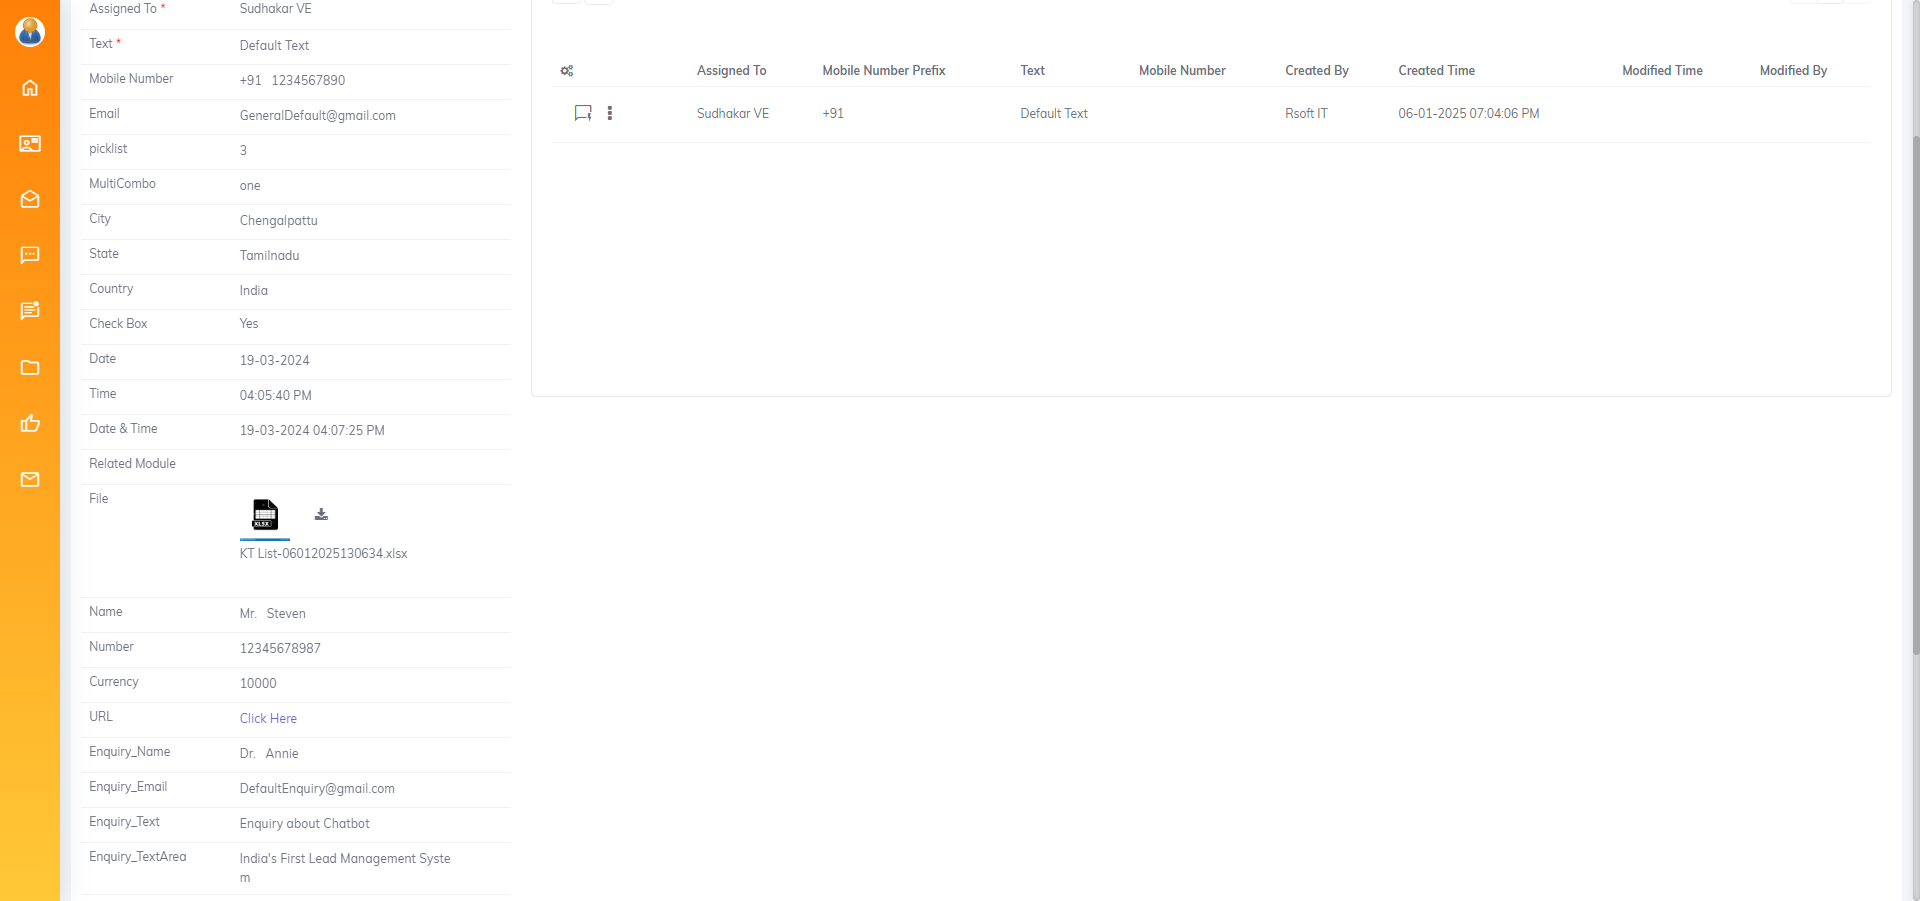 Assigned To * Sudhakar VE
Text * Default Text
Mobile Number +91 1234567890
Email GeneralDefault@gmail.com
picklist 3
MultiCombo one
City Chengalpattu
State Tamilnadu
Country India
Check Box Yes
Date 19-03-2024
Time 04:05:40 PM
Date & Time 19-03-2024 04:07:25 PM
Related Module
File
XLSX
KT List-06012025130634.xlsx
Name Mr. Steven
Number 12345678987
Currency 10000
URL Click Here
Enquiry_Name Dr. Annie
Enquiry_Email DefaultEnquiry@gmail.com
Enquiry_Text Enquiry about Chatbot
Enquiry_TextArea India's First Lead Management Syste
m
Assigned To Mobile Number Prefix Text Mobile Number Created By Created Time Modified Time Modified By
Sudhakar VE +91 Default Text Rsoft IT 06-01-2025 07:04:06 PM